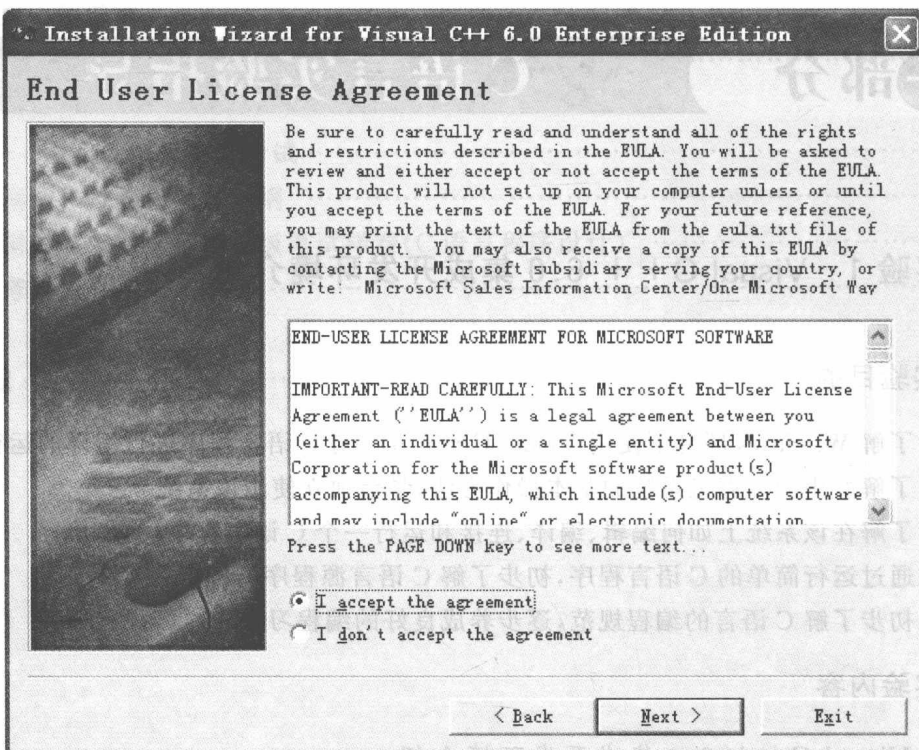 Installation Wizard for Visual C++ 6.0 Enterprise Edition
End User License Agreement
Be sure to carefully read and understand all of the rights
and restrictions described in the EULA. You will be asked to
review and either accept or not accept the terms of the EULA.
This product will not set up on your computer unless or until
you accept the terms of the EULA. For your future reference,
you may print the text of the EULA from the eula.txt file of
this product. You may also receive a copy of this EULA by
contacting the Microsoft subsidiary serving your country, or
write: Microsoft Sales Information Center/One Microsoft Way
END-USER LICENSE AGREEMENT FOR MICROSOFT SOFTWARE
IMPORTANT-READ CAREFULLY: This Microsoft End-User License
Agreement (''EULA'') is a legal agreement between you
(either an individual or a single entity) and Microsoft
Corporation for the Microsoft software product(s)
accompanying this EULA, which include(s) computer software
and may include "online" or electronic documentation
Press the PAGE DOWN key to see more text...
I accept the agreement
I don't accept the agreement
< Back
Next >
Exit